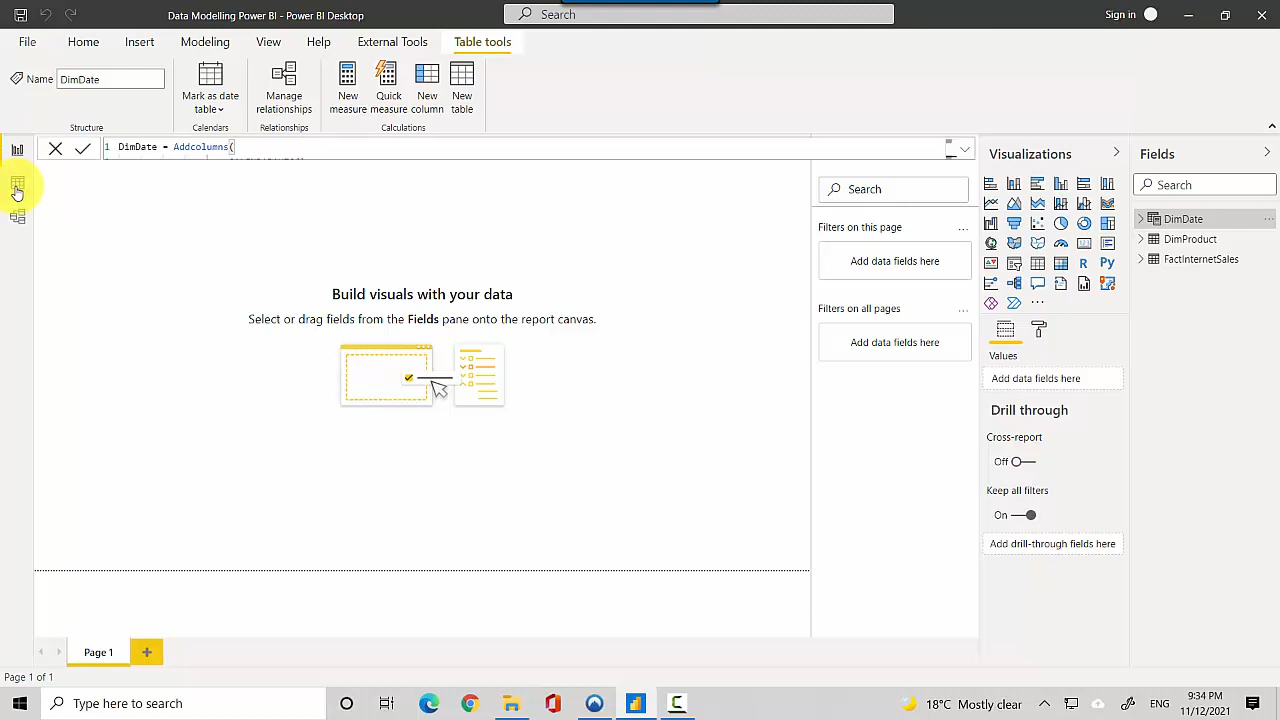 Data Modelling Power BI - Power BI Desktop
Search
Sign in
File
Home
Insert
Modeling
View
Help
External Tools
Table tools
Name
DimDate
Mark as date
table
Manage
relationships
New
measure
Quick
measure
New
column
New
table
Structure
Calendars
Relationships
Calculations
1 DimDate = Addcolumns(
Build visuals with your data
Select or drag fields from the Fields pane onto the report canvas.
Search
Filters on this page
...
Add data fields here
Filters on all pages
...
Add data fields here
Visualizations
R
Py
...
Values
Add data fields here
Drill through
Cross-report
Off
Keep all filters
On
Add drill-through fields here
Fields
Search
DimDate
...
DimProduct
FactInternetSales
Page 1
Page 1 of 1
Type here to search
18°C Mostly clear
ENG
9:34 PM
11/12/2021